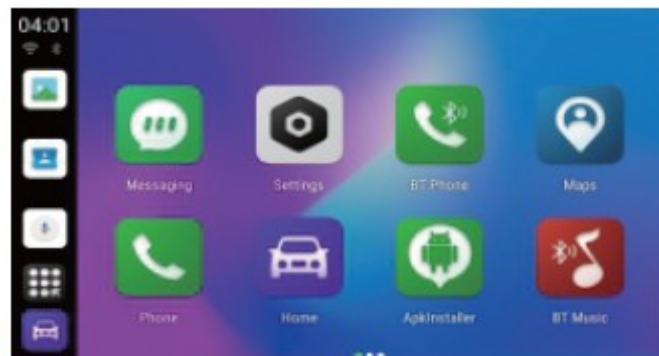 04:01
Messaging
Settings
BT Phone
Maps
Phone
Home
ApkInstaller
BT Music